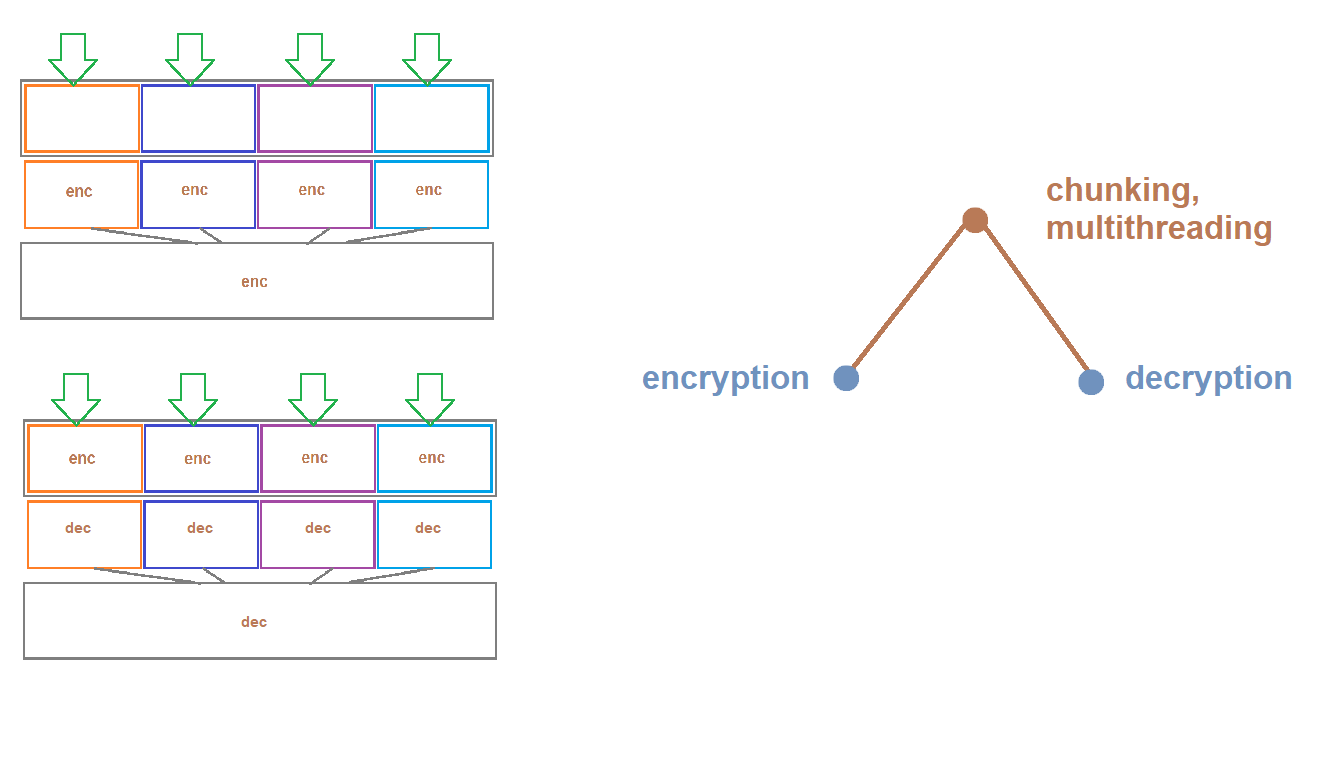 enc enc enc enc
enc
enc enc enc enc
dec dec dec dec
dec
chunking,
multithreading
encryption
decryption